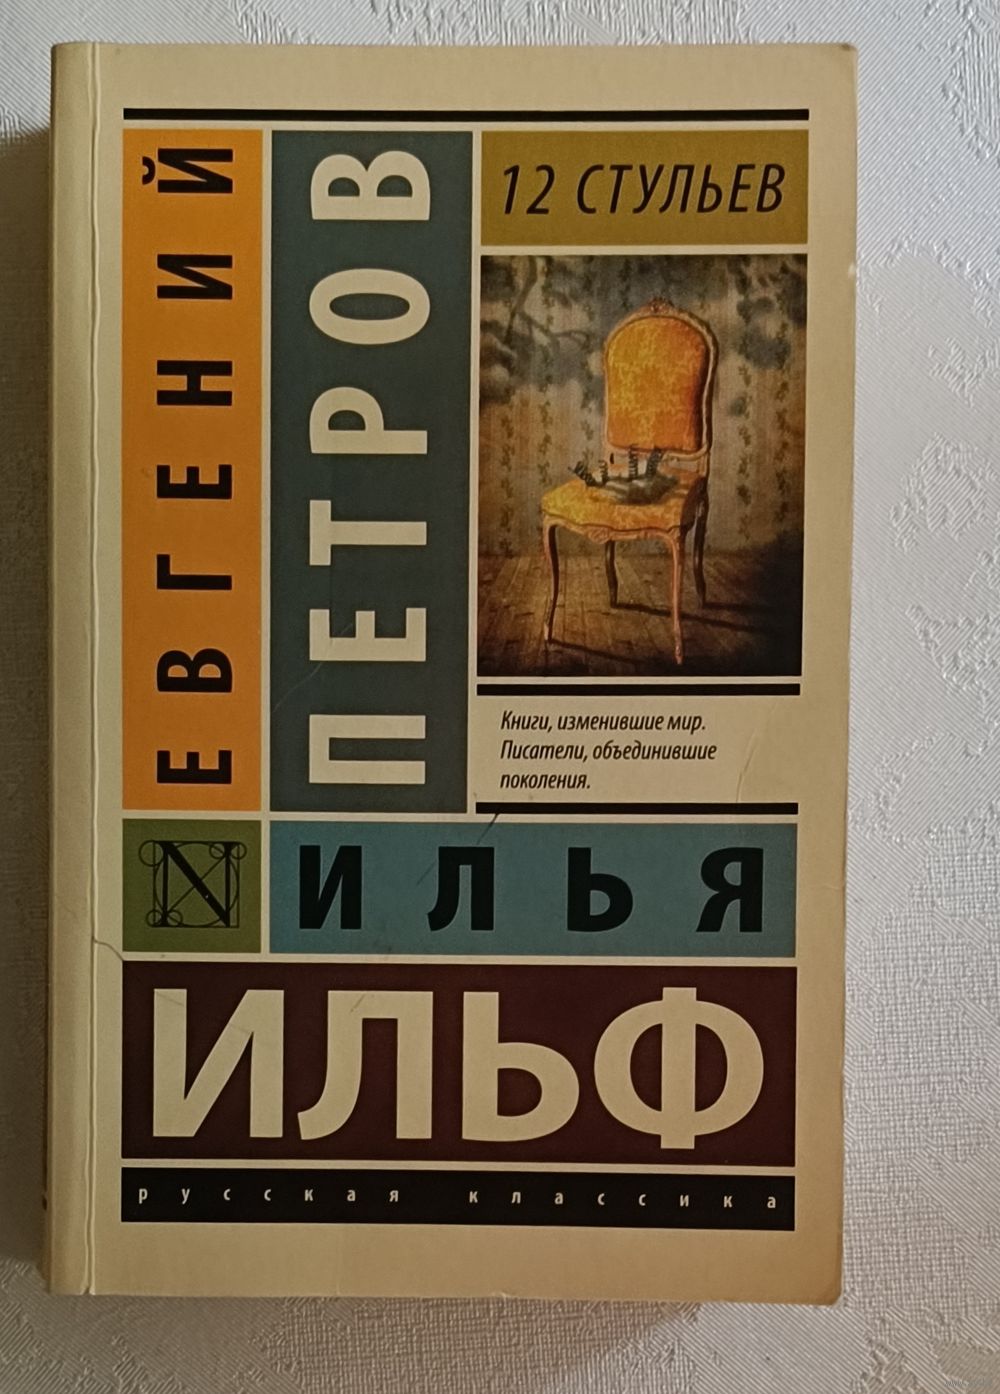 ЕВГЕНИЙ
ПЕТРОВ
12 СТУЛЬЕВ
Книги, изменившие мир.
Писатели, объединившие
поколения.
N
ИЛЬЯ
ИЛЬФ
русская классика